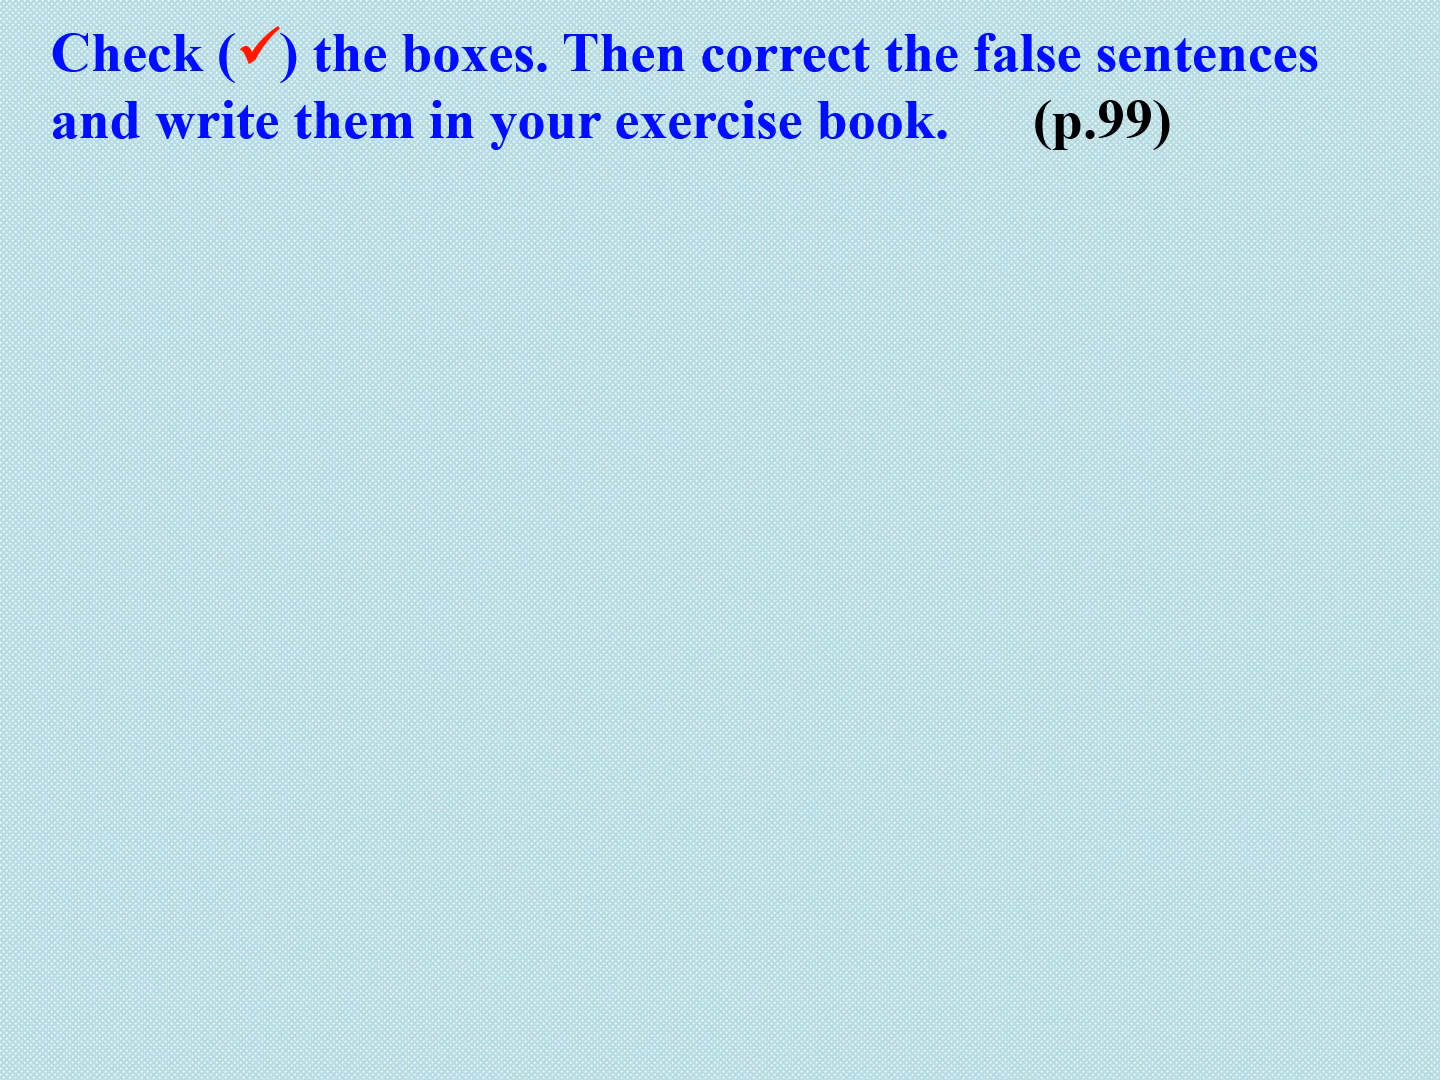 Check (✓) the boxes. Then correct the false sentences
and write them in your exercise book. (p.99)